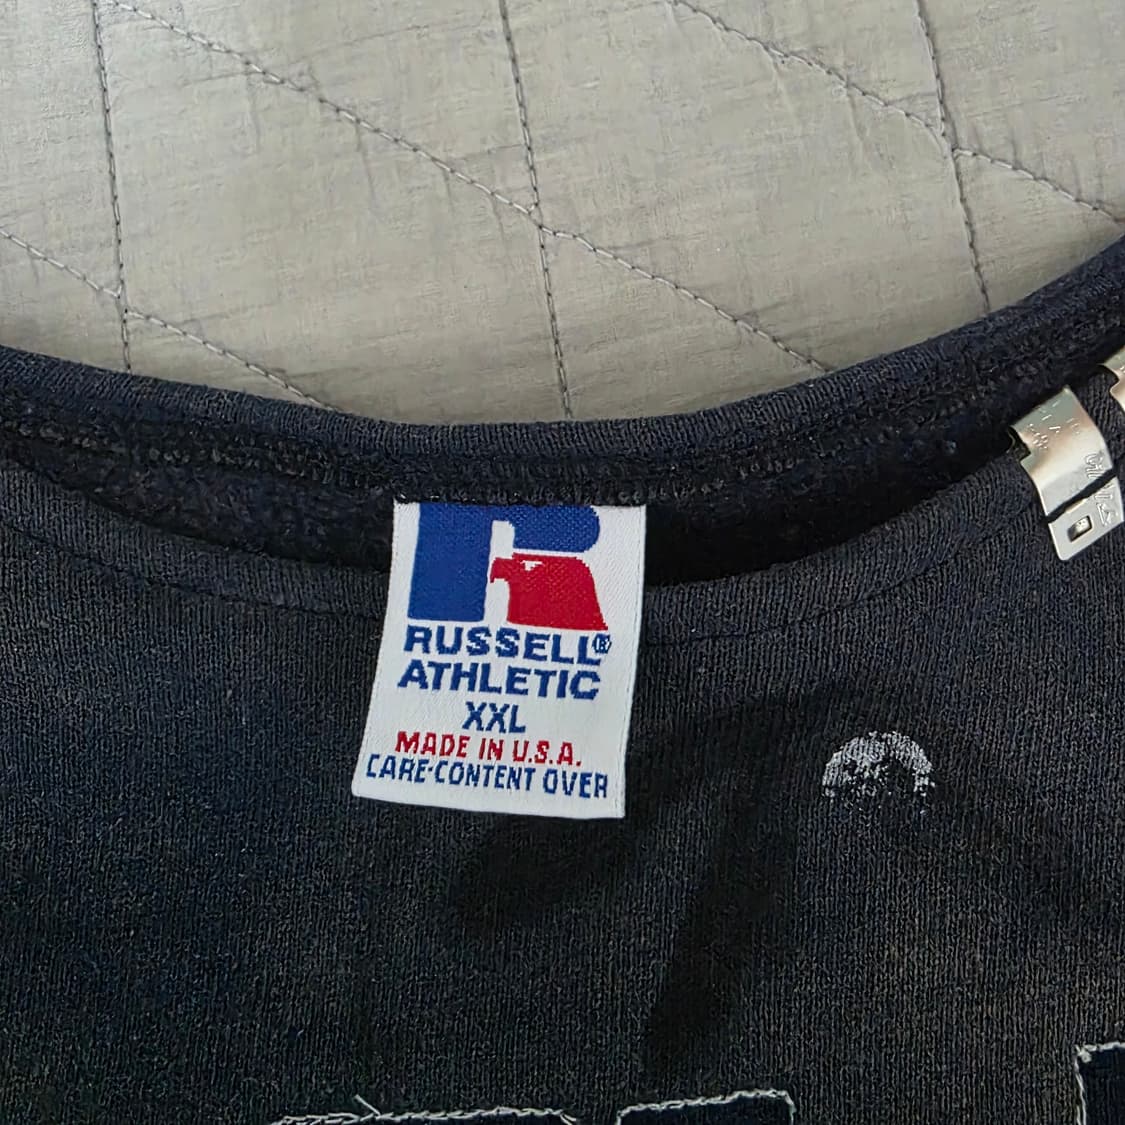 RUSSELL®
ATHLETIC
XXL
MADE IN U.S.A.
CARE·CONTENT OVER